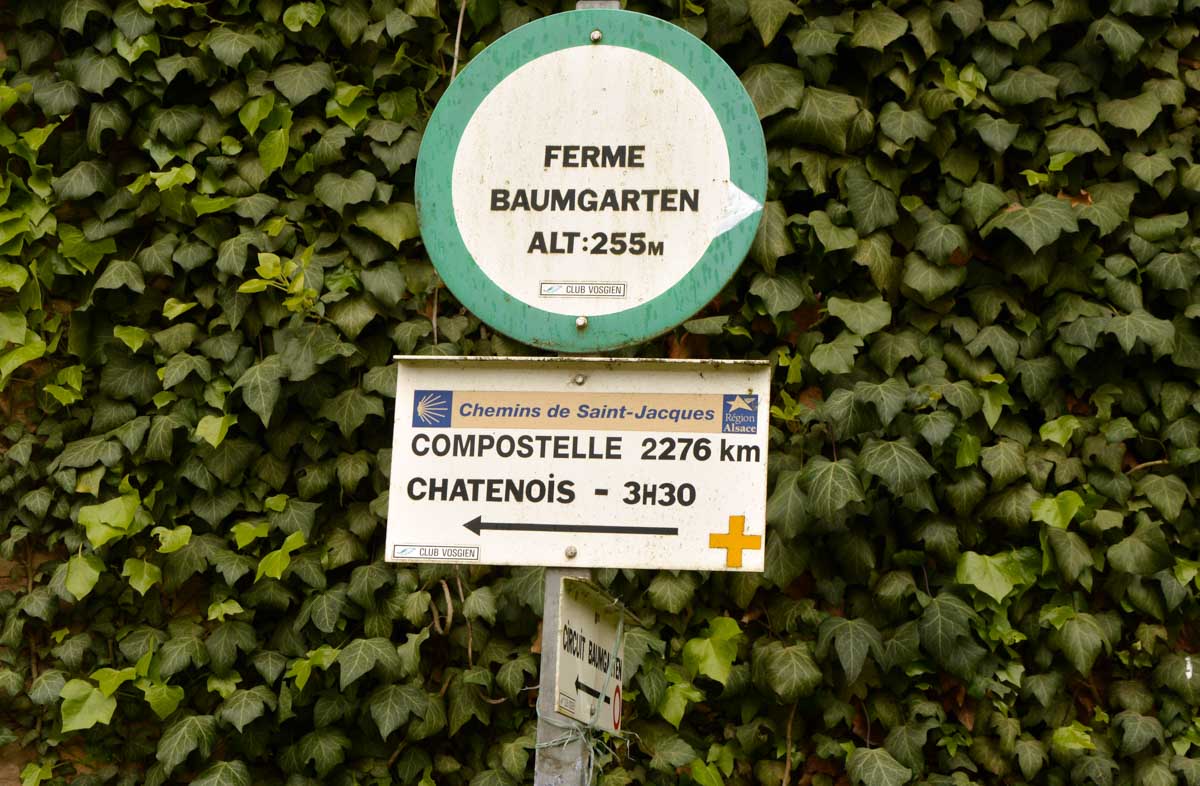 FERME
BAUMGARTEN
ALT:255M
CLUB VOSGIEN
Chemins de Saint-Jacques
Région
Alsace
COMPOSTELLE 2276 km
CHATENOiS - 3H30
CLUB VOSGIEN
CiRCUiT BAUMGARTEN